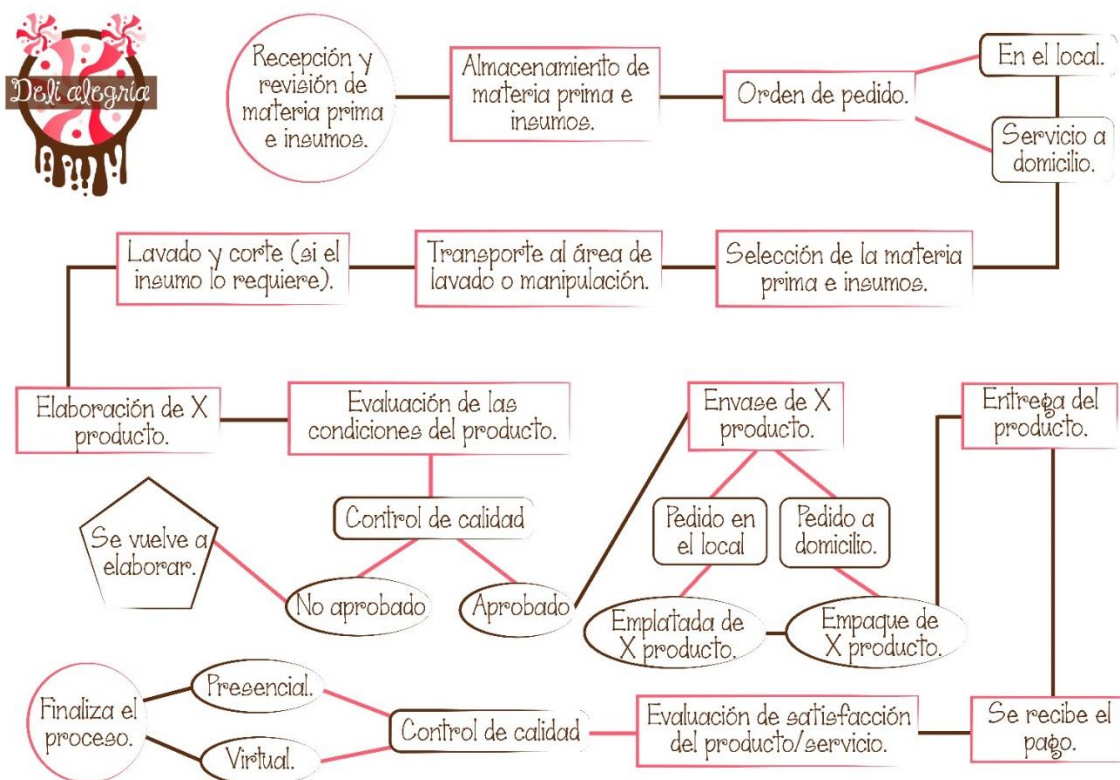 Deli alegría
Recepción y
revisión de
materia prima
e insumos.
Almacenamiento de
materia prima e
insumos.
Orden de pedido.
En el local.
Servicio a
domicilio.
Lavado y corte (si el
insumo lo requiere).
Transporte al área de
lavado o manipulación.
Selección de la materia
prima e insumos.
Elaboración de X
producto.
Evaluación de las
condiciones del producto.
Envase de X
producto.
Entrega del
producto.
Se vuelve a
elaborar.
Control de calidad
No aprobado
Aprobado
Pedido en
el local
Pedido a
domicilio.
Emplatada de
X producto.
Empaque de
X producto.
Finaliza el
proceso.
Presencial.
Virtual.
Control de calidad
Evaluación de satisfacción
del producto/servicio.
Se recibe el
pago.